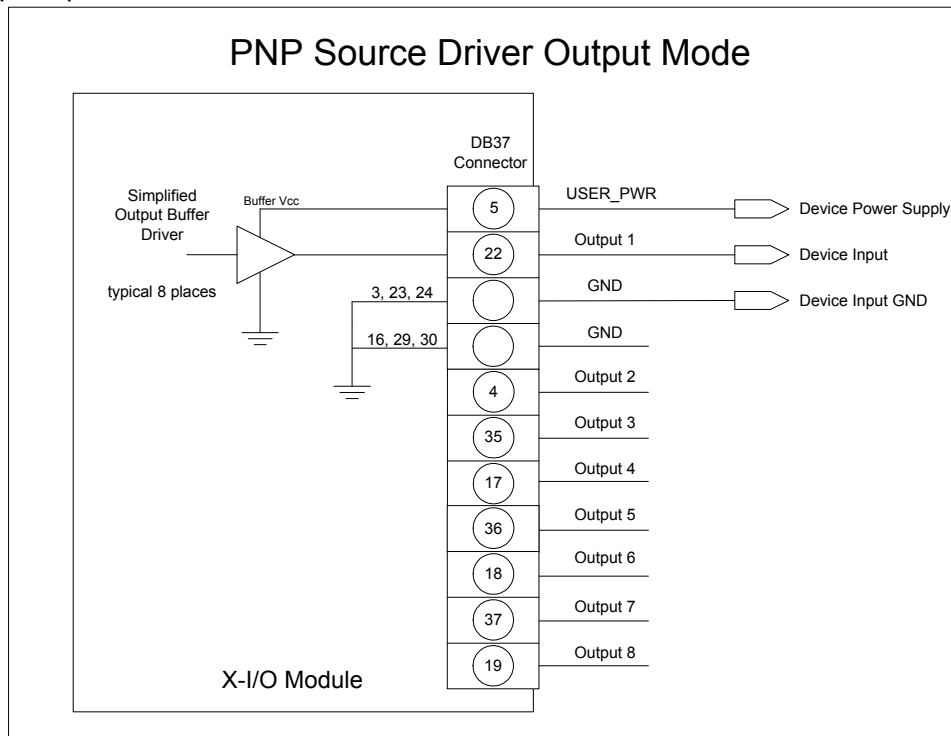 PNP Source Driver Output Mode
DB37
Connector
Simplified
Output Buffer
Driver
typical 8 places
Buffer Vcc
5
USER_PWR
Device Power Supply
22
Output 1
Device Input
3, 23, 24
GND
Device Input GND
16, 29, 30
GND
4
Output 2
35
Output 3
17
Output 4
36
Output 5
18
Output 6
37
Output 7
19
Output 8
X-I/O Module